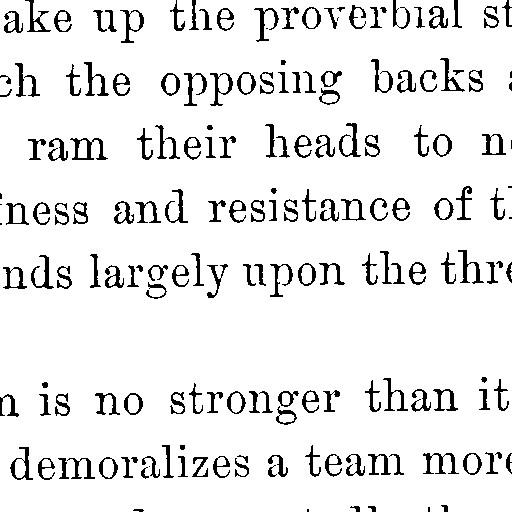 ake up the proverbial st
ch the opposing backs
ram their heads to n
fness and resistance of th
nds largely upon the thre
n is no stronger than it
demoralizes a team more